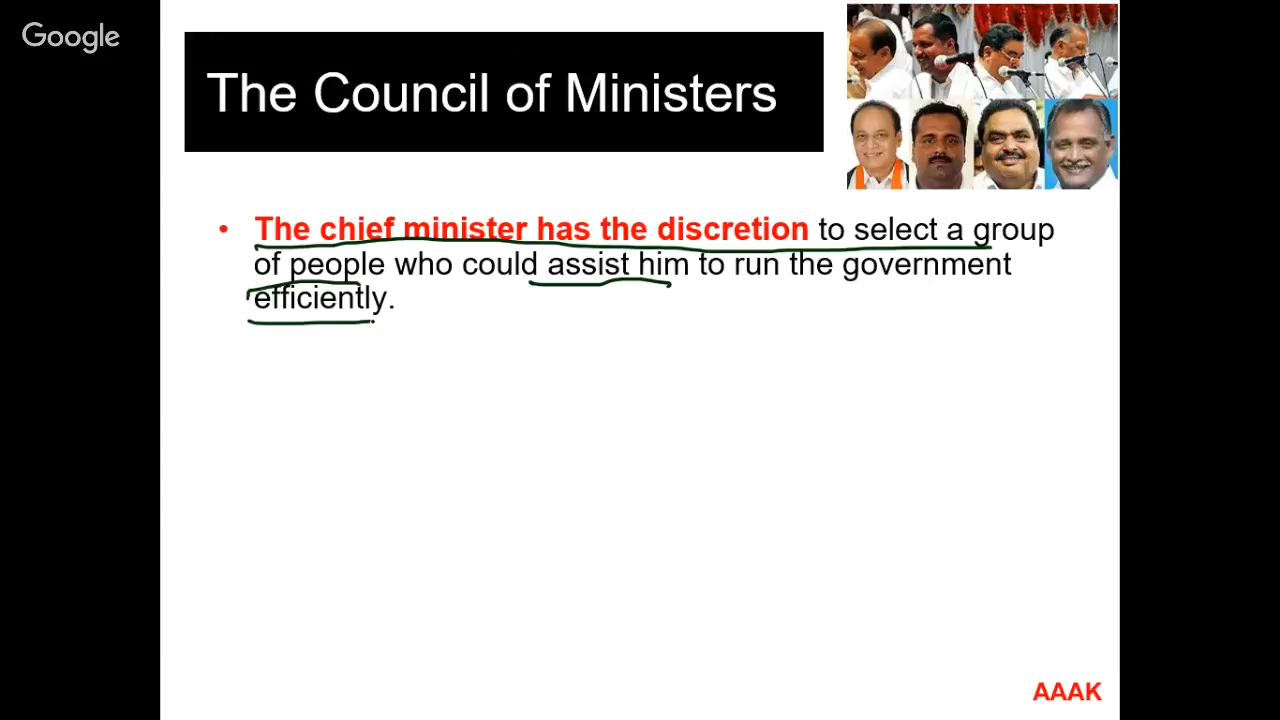 Google
The Council of Ministers
• The chief minister has the discretion to select a group
of people who could assist him to run the government
efficiently.
AAAK